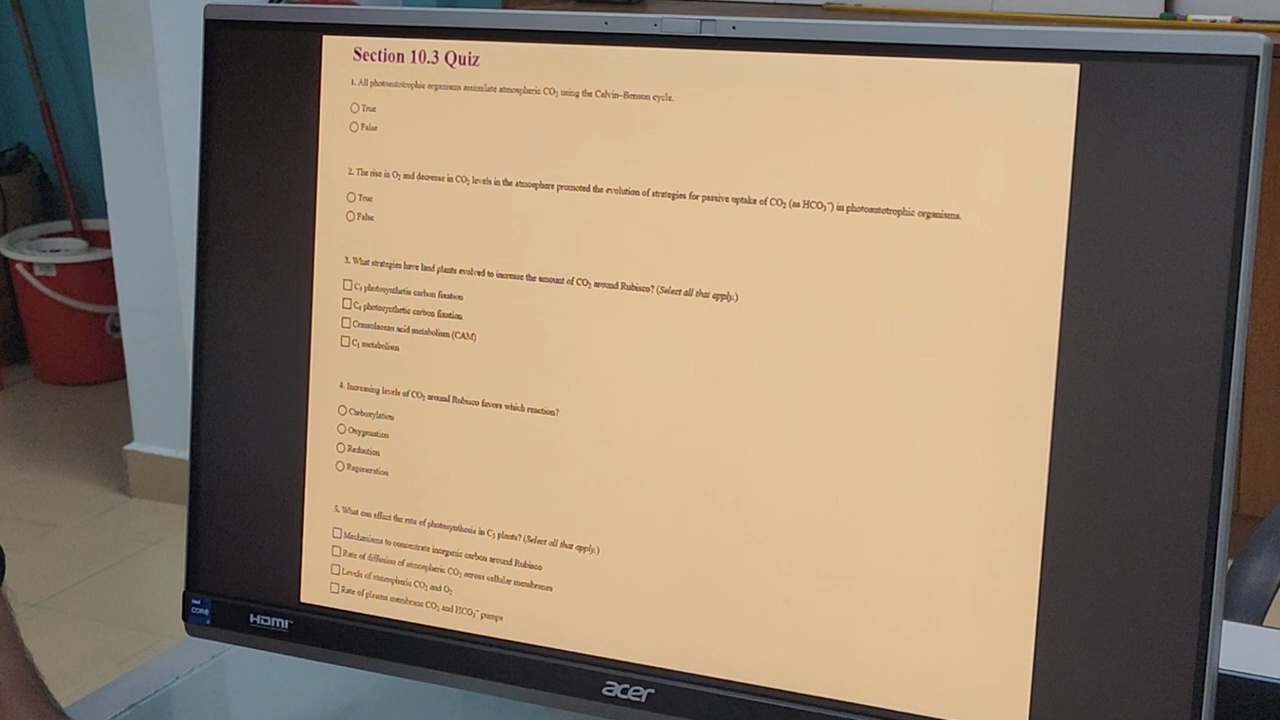 Section 10.3 Quiz
1. All photoautotrophic organisms assimilate atmospheric CO₂ using the Calvin–Benson cycle.
True
False
2. The rise in O₂ and decrease in CO₂ levels in the atmosphere promoted the evolution of strategies for passive uptake of CO₂ (as HCO₃⁻) in photoautotrophic organisms.
True
False
3. What strategies have land plants evolved to increase the amount of CO₂ around Rubisco? (Select all that apply.)
C₃ photosynthetic carbon fixation
C₄ photosynthetic carbon fixation
Crassulacean acid metabolism (CAM)
C₁ metabolism
4. Increasing levels of CO₂ around Rubisco favors which reaction?
Carboxylation
Oxygenation
Reduction
Regeneration
5. What can affect the rate of photosynthesis in C₃ plants? (Select all that apply.)
Mechanisms to concentrate inorganic carbon around Rubisco
Rate of diffusion of atmospheric CO₂ across cellular membranes
Levels of atmospheric CO₂ and O₂
Rate of plasma membrane CO₂ and HCO₃⁻ pumps
intel
CORE
HDMI
acer